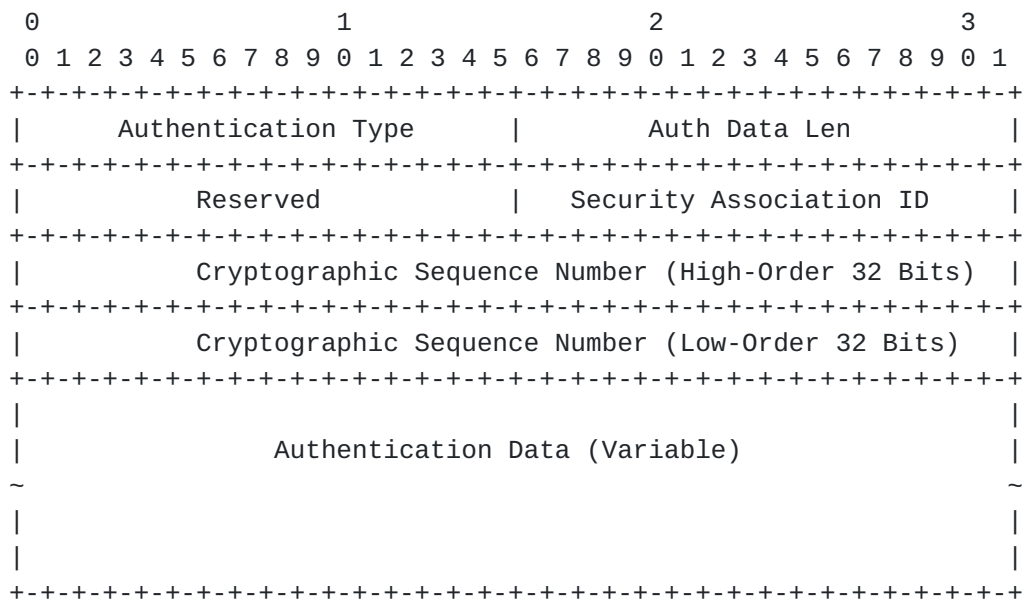 0                   1                   2                   3
 0 1 2 3 4 5 6 7 8 9 0 1 2 3 4 5 6 7 8 9 0 1 2 3 4 5 6 7 8 9 0 1
+-+-+-+-+-+-+-+-+-+-+-+-+-+-+-+-+-+-+-+-+-+-+-+-+-+-+-+-+-+-+-+-+
|      Authentication Type      |        Auth Data Len          |
+-+-+-+-+-+-+-+-+-+-+-+-+-+-+-+-+-+-+-+-+-+-+-+-+-+-+-+-+-+-+-+-+
|           Reserved            |   Security Association ID     |
+-+-+-+-+-+-+-+-+-+-+-+-+-+-+-+-+-+-+-+-+-+-+-+-+-+-+-+-+-+-+-+-+
|           Cryptographic Sequence Number (High-Order 32 Bits)  |
+-+-+-+-+-+-+-+-+-+-+-+-+-+-+-+-+-+-+-+-+-+-+-+-+-+-+-+-+-+-+-+-+
|           Cryptographic Sequence Number (Low-Order 32 Bits)   |
+-+-+-+-+-+-+-+-+-+-+-+-+-+-+-+-+-+-+-+-+-+-+-+-+-+-+-+-+-+-+-+-+
|                                                               |
|                Authentication Data (Variable)                 |
~                                                               ~
|                                                               |
|                                                               |
+-+-+-+-+-+-+-+-+-+-+-+-+-+-+-+-+-+-+-+-+-+-+-+-+-+-+-+-+-+-+-+-+